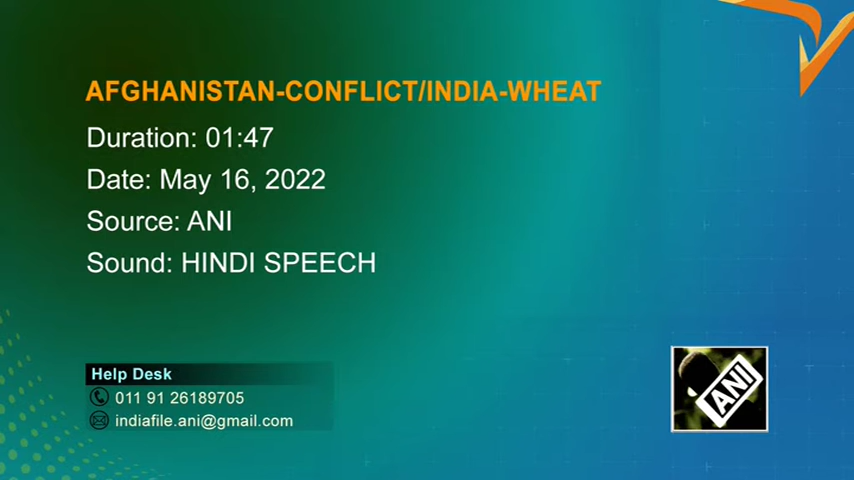 AFGHANISTAN-CONFLICT/INDIA-WHEAT
Duration: 01:47
Date: May 16, 2022
Source: ANI
Sound: HINDI SPEECH
Help Desk
011 91 26189705
indiafile.ani@gmail.com
ANI